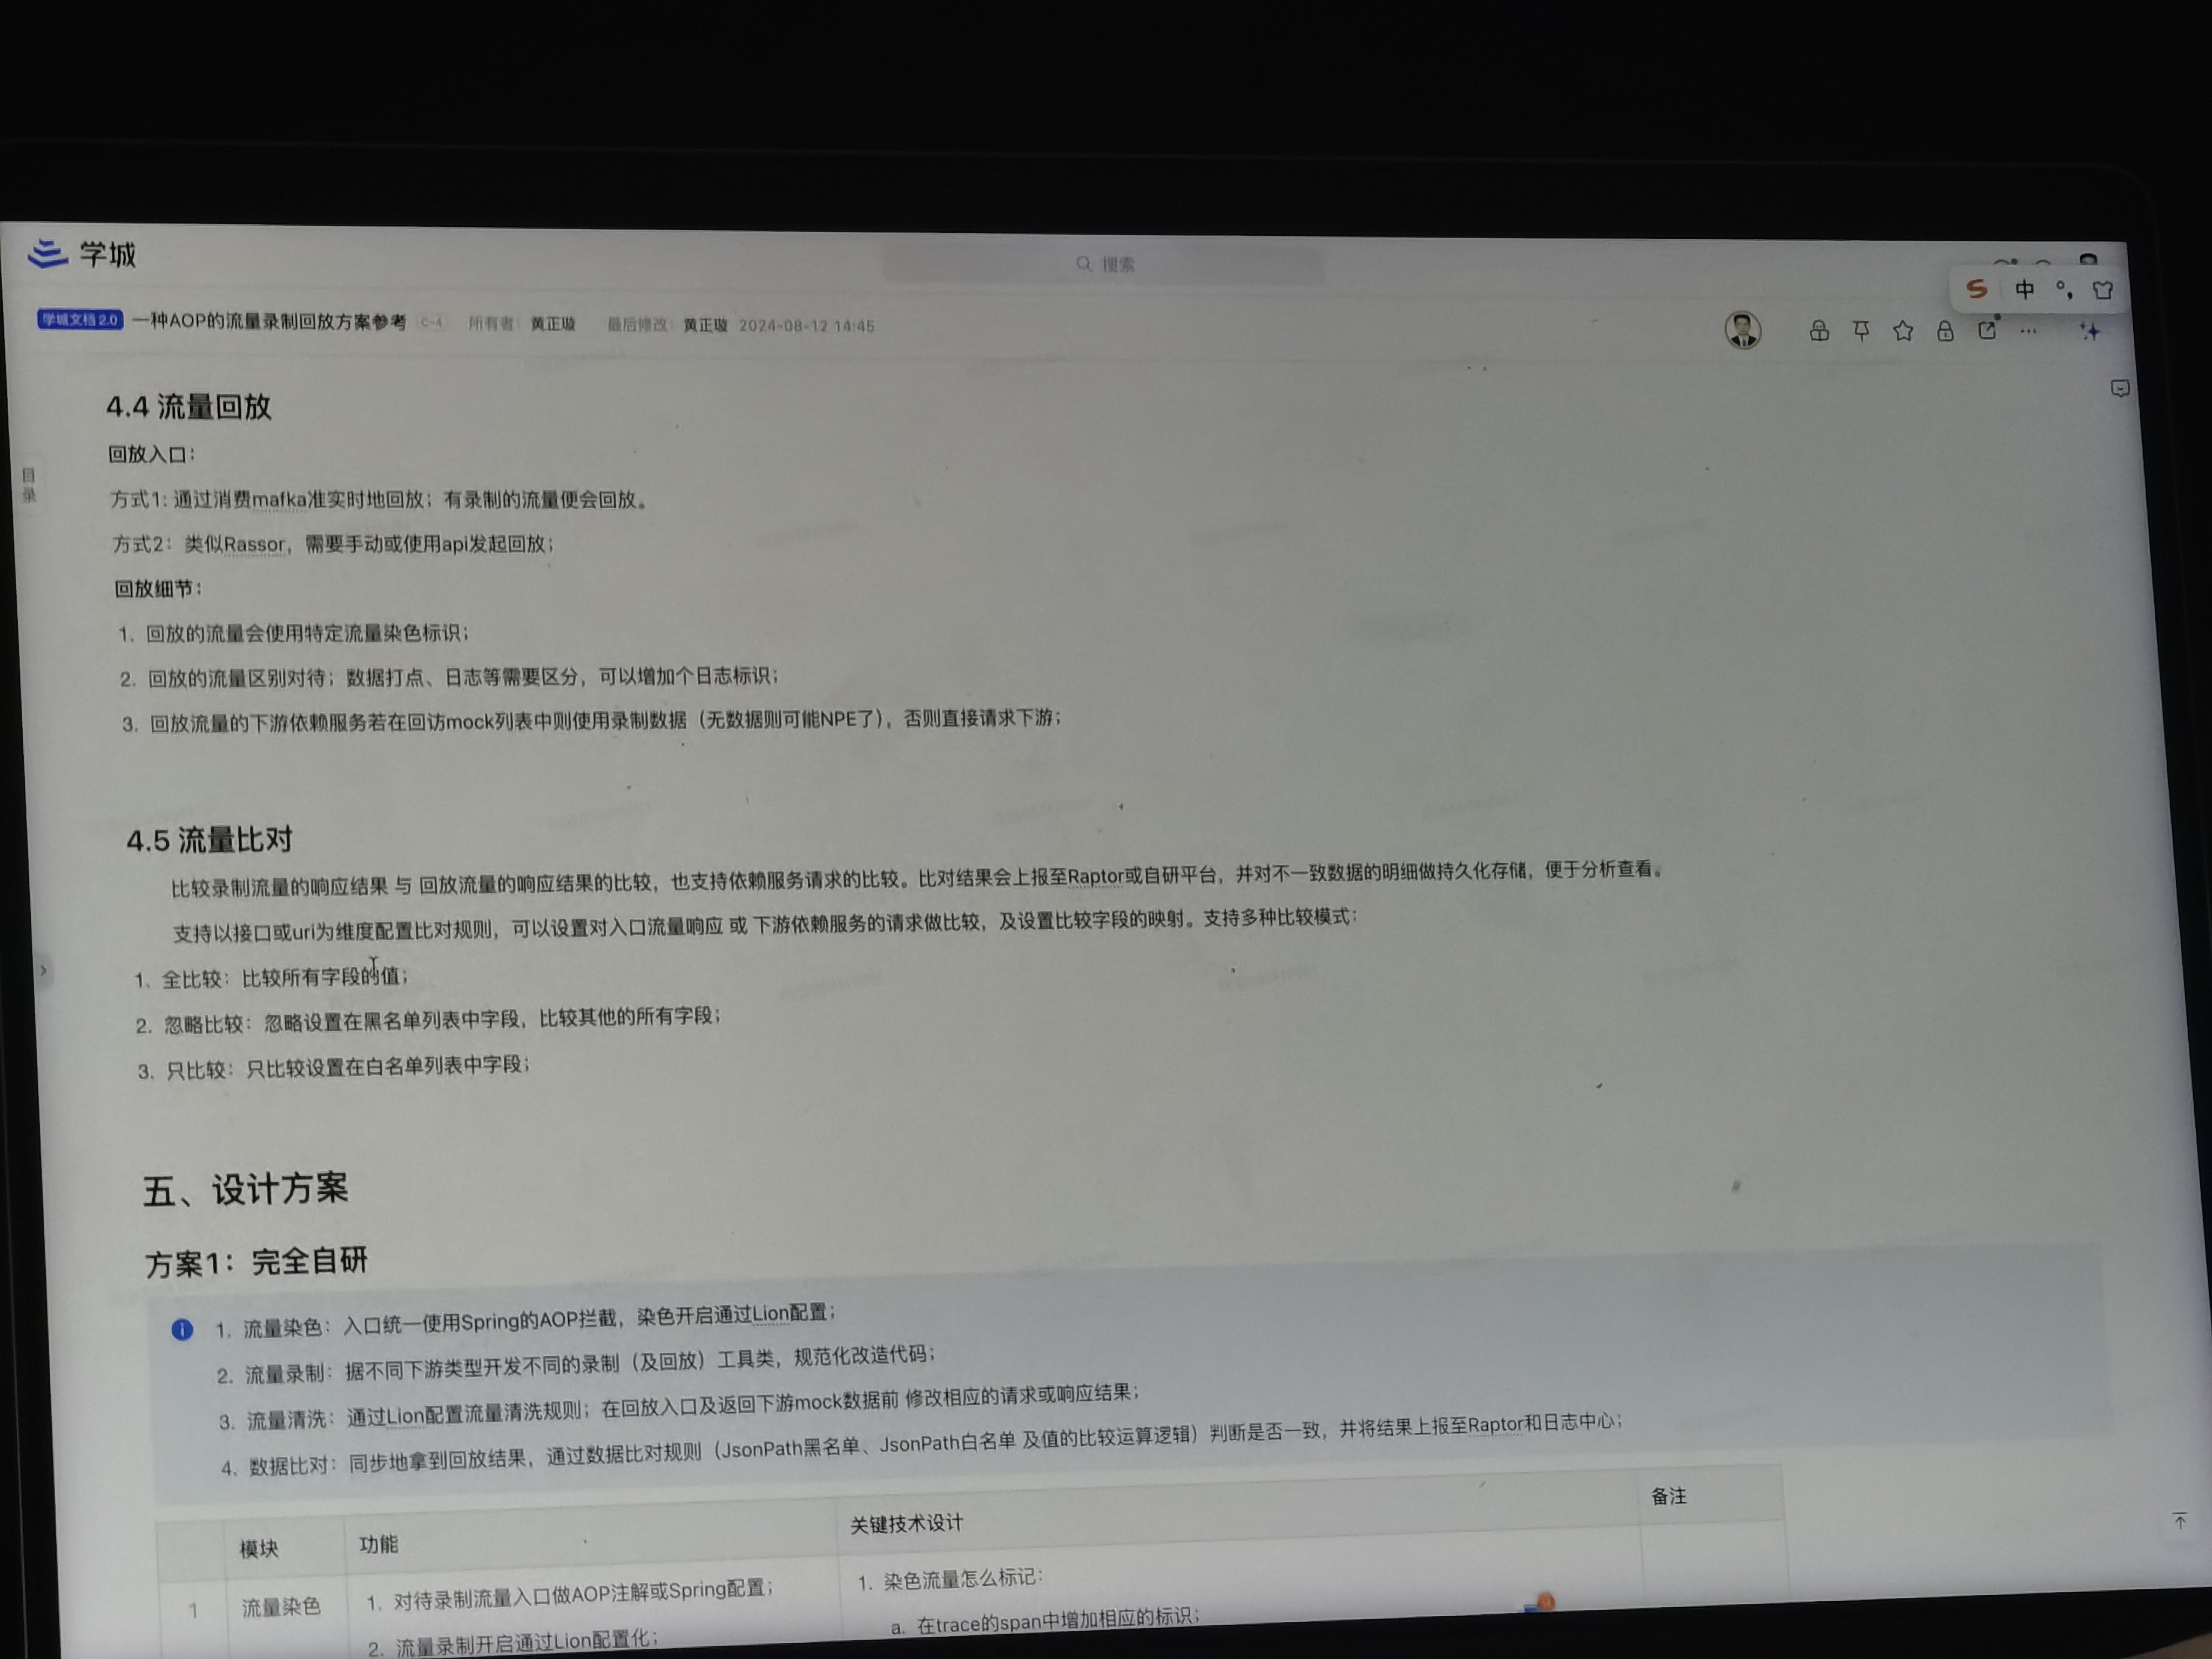 学城
搜索
中
学城文档 2.0 一种AOP的流量录制回放方案参考 C-4 所有者: 黄正璇 最后修改: 黄正璇 2024-08-12 14:45
目录
4.4 流量回放
回放入口：
方式1: 通过消费mafka准实时地回放；有录制的流量便会回放。
方式2：类似Rassor，需要手动或使用api发起回放；
回放细节：
1. 回放的流量会使用特定流量染色标识；
2. 回放的流量区别对待；数据打点、日志等需要区分，可以增加个日志标识；
3. 回放流量的下游依赖服务若在回访mock列表中则使用录制数据（无数据则可能NPE了），否则直接请求下游；
4.5 流量比对
比较录制流量的响应结果 与 回放流量的响应结果的比较，也支持依赖服务请求的比较。比对结果会上报至Raptor或自研平台，并对不一致数据的明细做持久化存储，便于分析查看。
支持以接口或uri为维度配置比对规则，可以设置对入口流量响应 或 下游依赖服务的请求做比较，及设置比较字段的映射。支持多种比较模式：
1. 全比较：比较所有字段的值；
2. 忽略比较：忽略设置在黑名单列表中字段，比较其他的所有字段；
3. 只比较：只比较设置在白名单列表中字段；
五、设计方案
方案1：完全自研
1. 流量染色：入口统一使用Spring的AOP拦截，染色开启通过Lion配置；
2. 流量录制：据不同下游类型开发不同的录制（及回放）工具类，规范化改造代码；
3. 流量清洗：通过Lion配置流量清洗规则；在回放入口及返回下游mock数据前 修改相应的请求或响应结果；
4. 数据比对：同步地拿到回放结果，通过数据比对规则（JsonPath黑名单、JsonPath白名单 及值的比较运算逻辑）判断是否一致，并将结果上报至Raptor和日志中心；
模块 功能 关键技术设计 备注
1 流量染色 1. 对待录制流量入口做AOP注解或Spring配置； 1. 染色流量怎么标记：
2. 流量录制开启通过Lion配置化； a. 在trace的span中增加相应的标识；